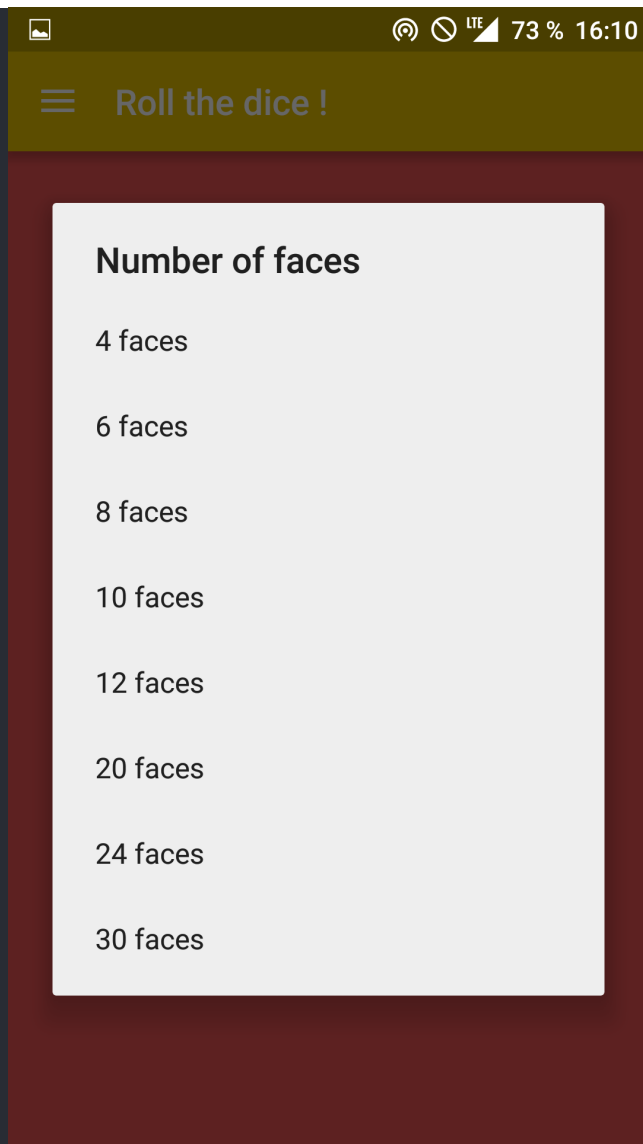 LTE 73 % 16:10
Roll the dice !
Number of faces
4 faces
6 faces
8 faces
10 faces
12 faces
20 faces
24 faces
30 faces